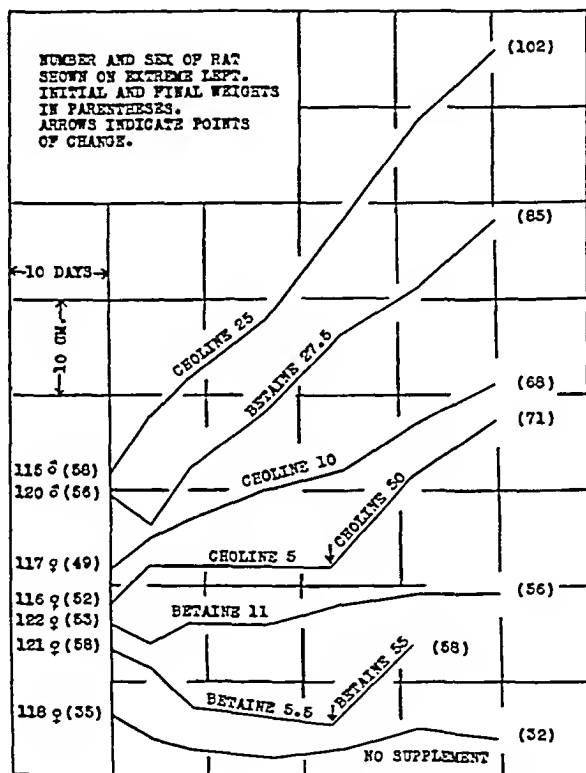 NUMBER AND SEX OF RAT
SHOWN ON EXTREME LEFT.
INITIAL AND FINAL WEIGHTS
IN PARENTHESES.
ARROWS INDICATE POINTS
OF CHANGE.
(102)
(85)
10 DAYS
10 GM.
CHOLINE 25
BETAINE 27.5
(68)
(71)
115 ♂ (58)
120 ♂ (56)
CHOLINE 10
CHOLINE 50
117 ♀ (49)
CHOLINE 5
116 ♀ (52)
122 ♀ (53)
BETAINE 11
(56)
121 ♀ (58)
BETAINE 55
(58)
BETAINE 5.5
118 ♀ (35)
(32)
NO SUPPLEMENT